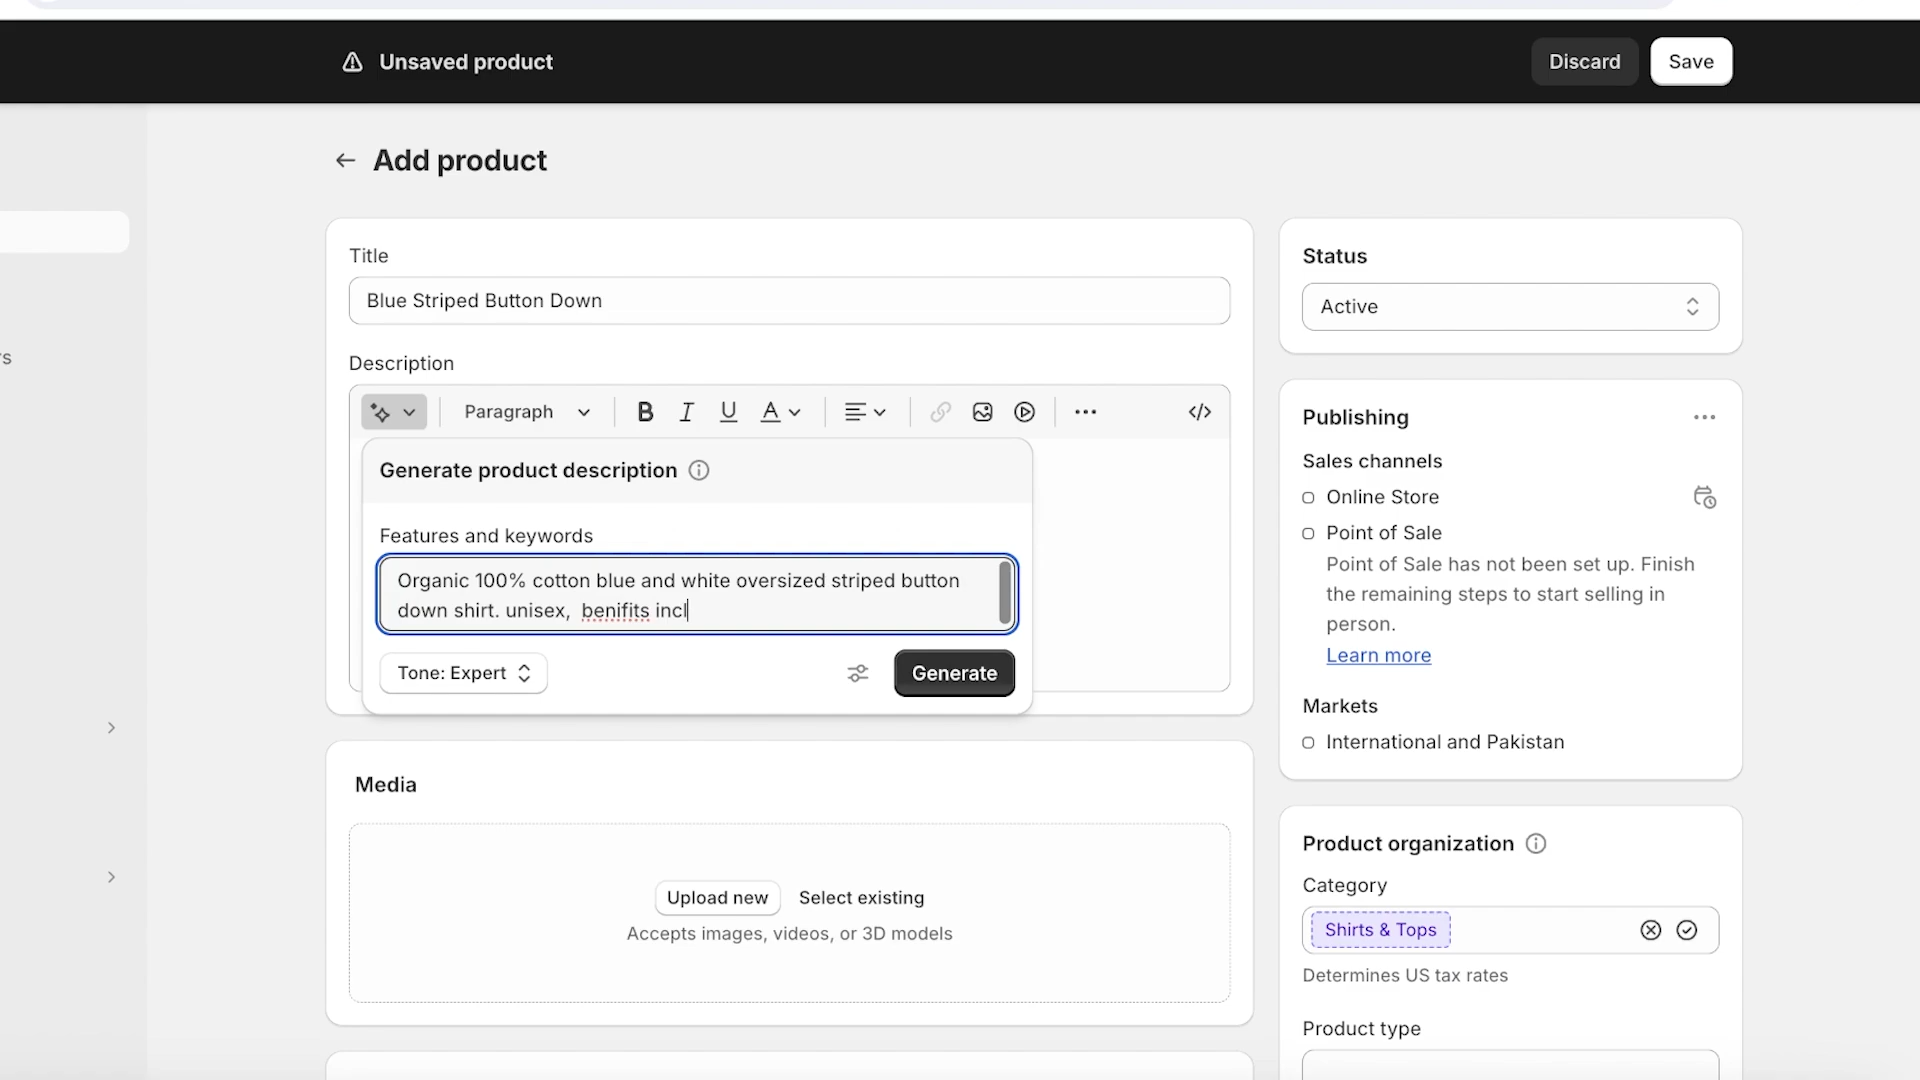 Unsaved product
Discard
Save
Add product
Title
Blue Striped Button Down
Description
Paragraph
B I U A
Generate product description
Features and keywords
Organic 100% cotton blue and white oversized striped button
down shirt. unisex,  benifits incl
Tone: Expert
Generate
Media
Upload new
Select existing
Accepts images, videos, or 3D models
rs
Status
Active
Publishing
Sales channels
Online Store
Point of Sale
Point of Sale has not been set up. Finish
the remaining steps to start selling in
person.
Learn more
Markets
International and Pakistan
Product organization
Category
Shirts & Tops
Determines US tax rates
Product type